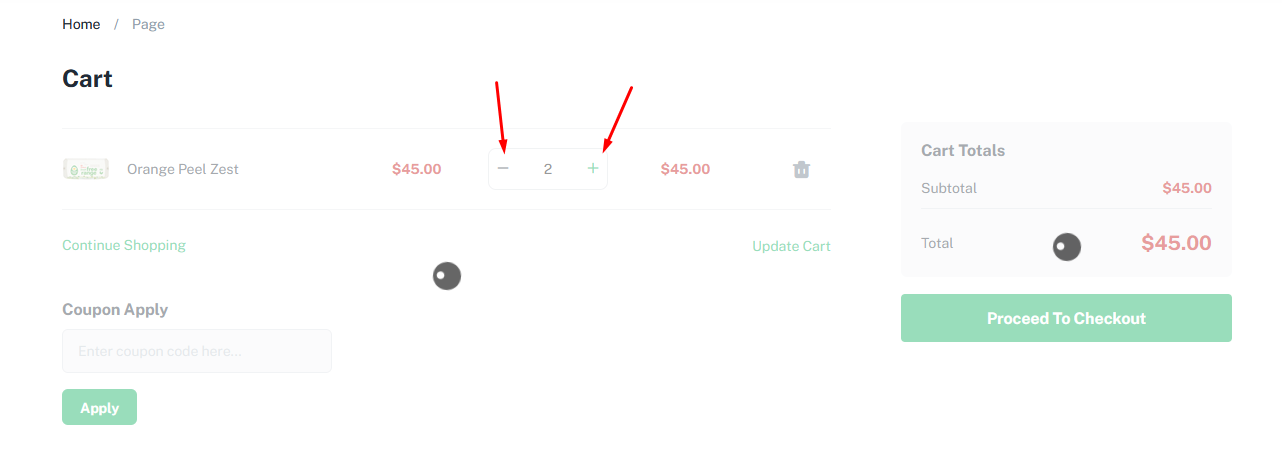 Home / Page
Cart
Orange Peel Zest $45.00 − 2 + $45.00
Continue Shopping Update Cart
Coupon Apply
Enter coupon code here...
Apply
Cart Totals
Subtotal $45.00
Total $45.00
Proceed To Checkout